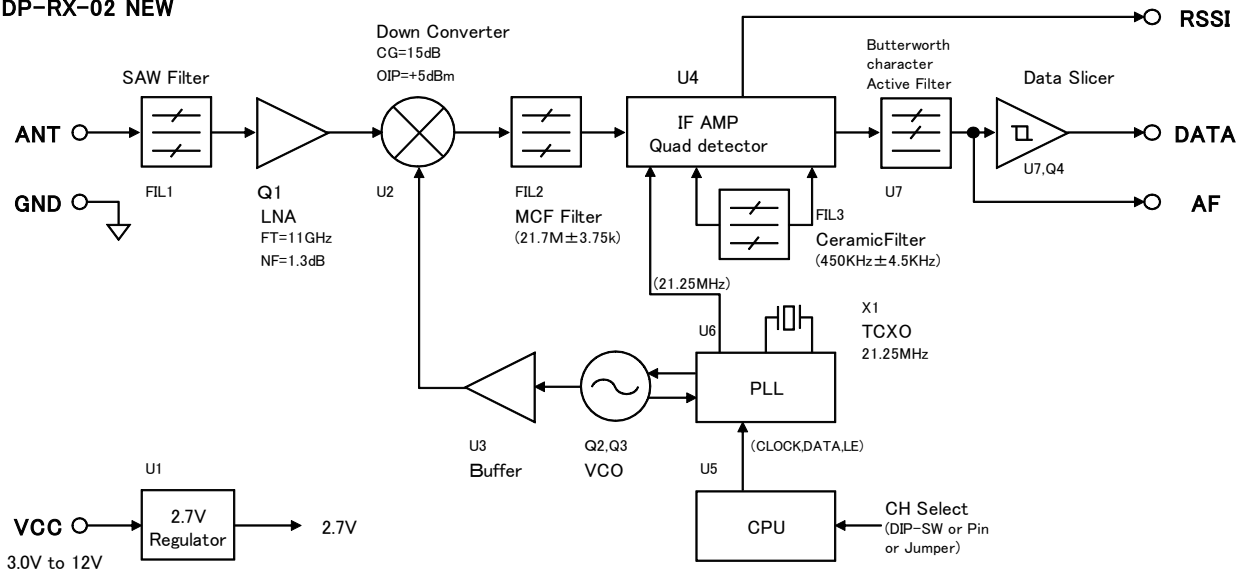 DP-RX-02 NEW
RSSI
Down Converter
CG=15dB
OIP=+5dBm
Butterworth
character
Active Filter
SAW Filter
U4
Data Slicer
ANT
IF AMP
Quad detector
DATA
U7,Q4
FIL1
U2
FIL2
U7
GND
Q1
LNA
FT=11GHz
NF=1.3dB
MCF Filter
(21.7M±3.75k)
FIL3
CeramicFilter
(450KHz±4.5KHz)
AF
(21.25MHz)
X1
TCXO
21.25MHz
U6
PLL
U3
Buffer
Q2,Q3
VCO
(CLOCK,DATA,LE)
U5
U1
VCC
2.7V
Regulator
2.7V
3.0V to 12V
CPU
CH Select
(DIP-SW or Pin
or Jumper)